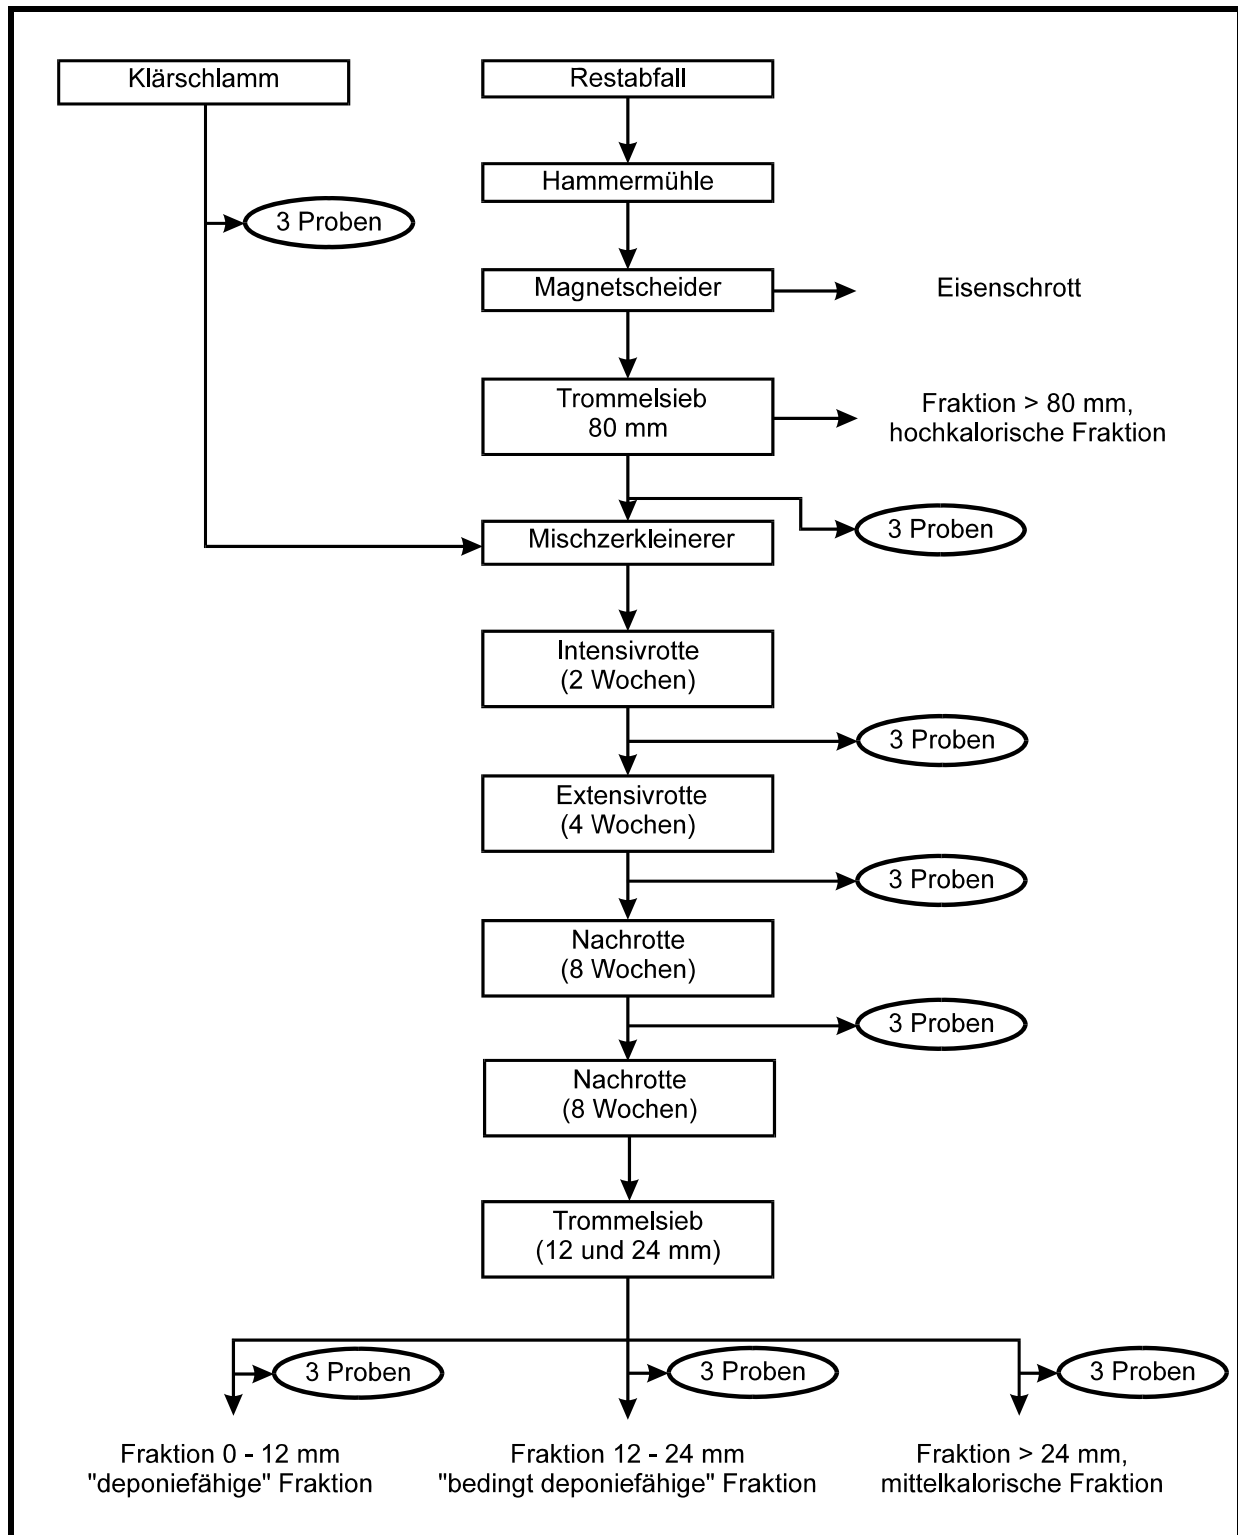 Klärschlamm
Restabfall
Hammermühle
3 Proben
Magnetscheider
Eisenschrott
Trommelsieb
80 mm
Fraktion > 80 mm,
hochkalorische Fraktion
3 Proben
Mischzerkleinerer
Intensivrotte
(2 Wochen)
3 Proben
Extensivrotte
(4 Wochen)
3 Proben
Nachrotte
(8 Wochen)
3 Proben
Nachrotte
(8 Wochen)
Trommelsieb
(12 und 24 mm)
3 Proben
3 Proben
3 Proben
Fraktion 0 - 12 mm
"deponiefähige" Fraktion
Fraktion 12 - 24 mm
"bedingt deponiefähige" Fraktion
Fraktion > 24 mm,
mittelkalorische Fraktion